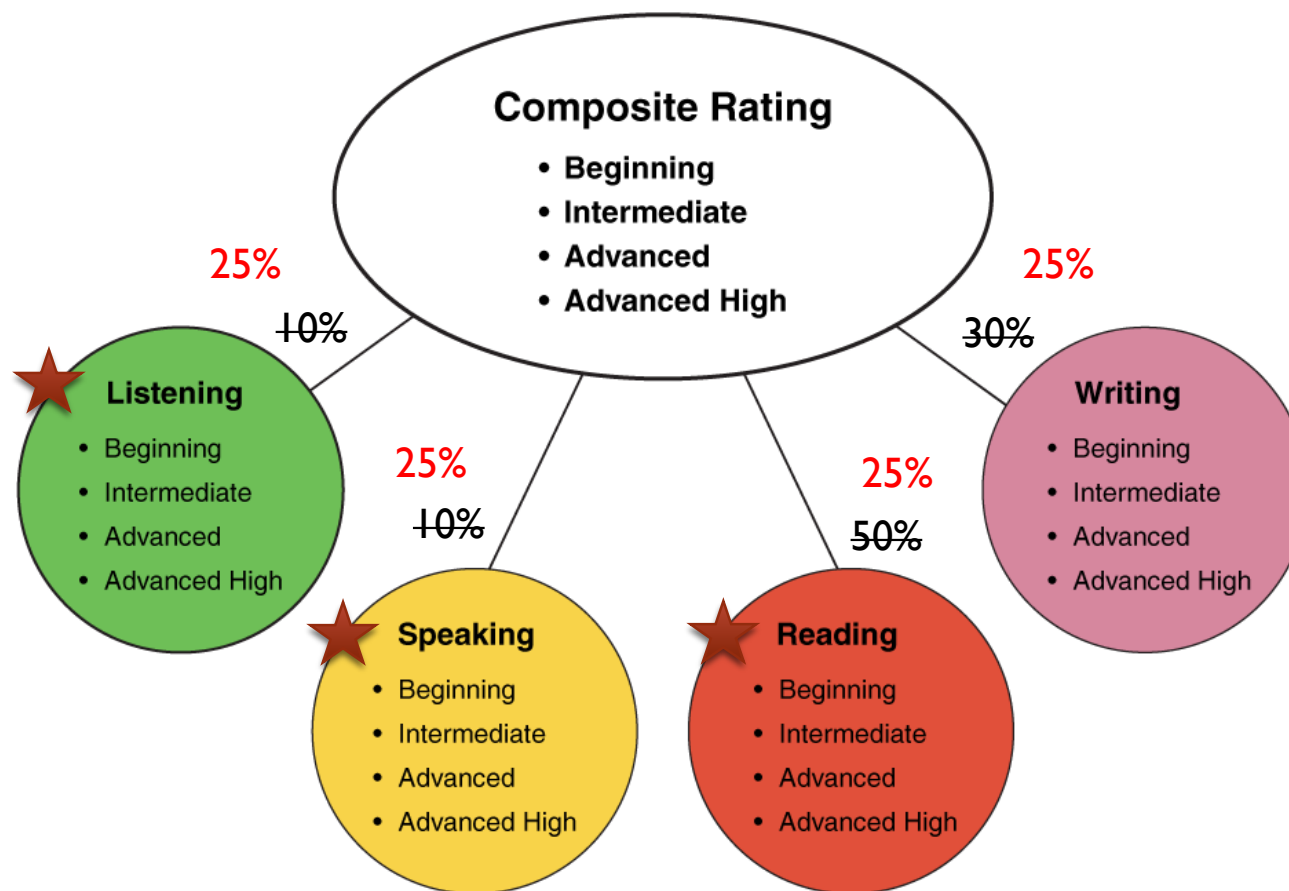 Composite Rating
• Beginning
• Intermediate
• Advanced
• Advanced High
25%
10%
25%
30%
Listening
• Beginning
• Intermediate
• Advanced
• Advanced High
25%
10%
25%
50%
Writing
• Beginning
• Intermediate
• Advanced
• Advanced High
Speaking
• Beginning
• Intermediate
• Advanced
• Advanced High
Reading
• Beginning
• Intermediate
• Advanced
• Advanced High